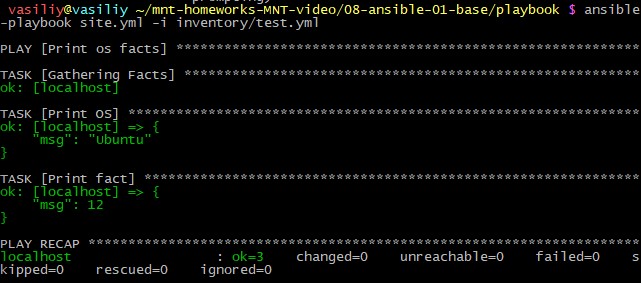 vasiliy@vasiliy ~/mnt-homeworks-MNT-video/08-ansible-01-base/playbook $ ansible
-playbook site.yml -i inventory/test.yml
PLAY [Print os facts] **************************************************************
TASK [Gathering Facts] *************************************************************
ok: [localhost]
TASK [Print OS] ********************************************************************
ok: [localhost] => {
    "msg": "Ubuntu"
}
TASK [Print fact] ******************************************************************
ok: [localhost] => {
    "msg": 12
}
PLAY RECAP *************************************************************************
localhost                  : ok=3    changed=0    unreachable=0    failed=0    s
kipped=0    rescued=0    ignored=0